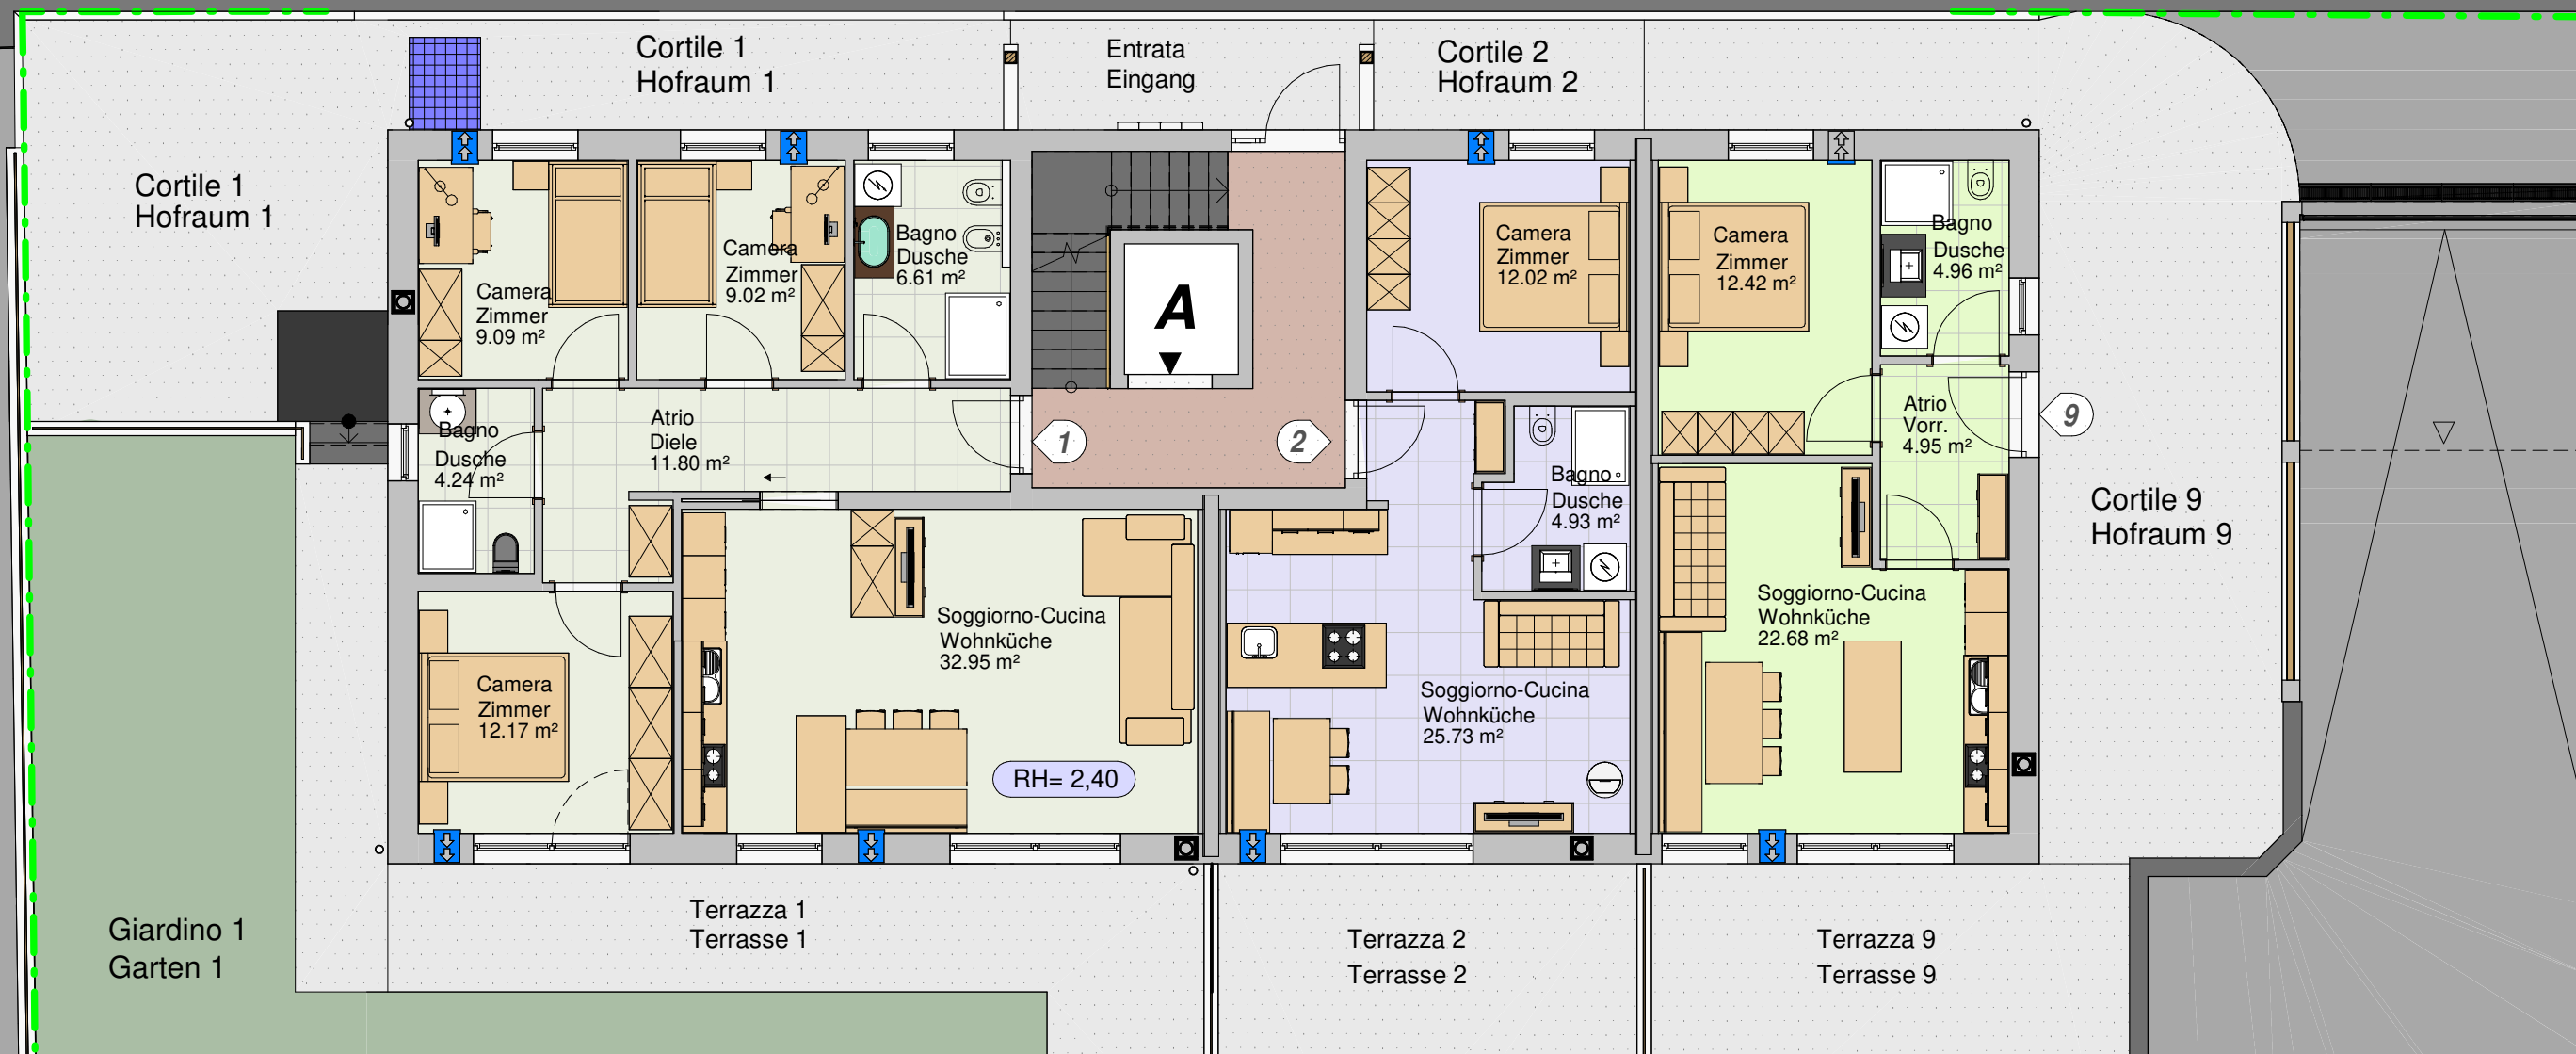 Cortile 1
Hofraum 1
Entrata
Eingang
Cortile 2
Hofraum 2
Cortile 1
Hofraum 1
Camera
Zimmer
9.09 m²
Camera
Zimmer
9.02 m²
Bagno
Dusche
6.61 m²
A
Camera
Zimmer
12.02 m²
Camera
Zimmer
12.42 m²
Bagno
Dusche
4.96 m²
Bagno
Dusche
4.24 m²
Atrio
Diele
11.80 m²
1
2
Bagno
Dusche
4.93 m²
Atrio
Vorr.
4.95 m²
9
Cortile 9
Hofraum 9
Camera
Zimmer
12.17 m²
Soggiorno-Cucina
Wohnküche
32.95 m²
RH= 2,40
Soggiorno-Cucina
Wohnküche
25.73 m²
Soggiorno-Cucina
Wohnküche
22.68 m²
Giardino 1
Garten 1
Terrazza 1
Terrasse 1
Terrazza 2
Terrasse 2
Terrazza 9
Terrasse 9